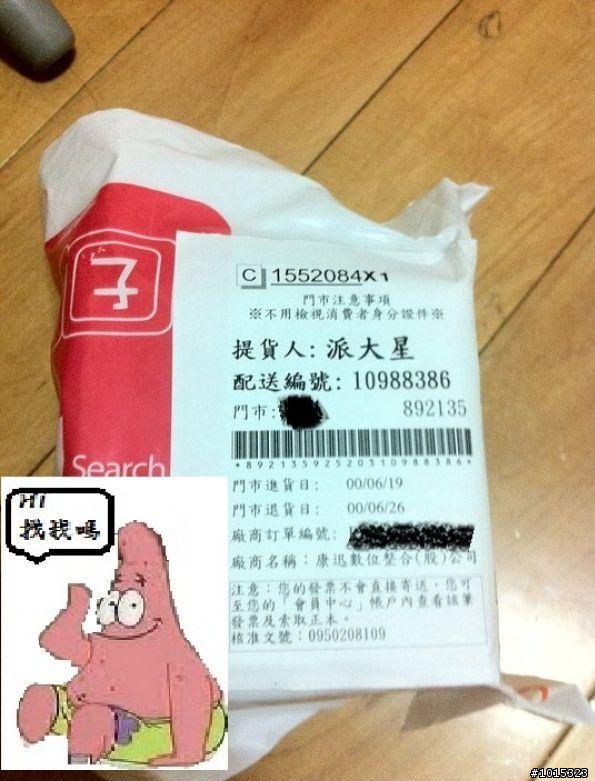 子
C 1552084X1
門市注意事項
※不用檢視消費者身分證件※
提貨人: 派大星
配送編號: 10988386
門市: 892135
Search
*8921359252031098838​6*
門市進貨日: 00/06/19
門市退貨日: 00/06/26
廠商訂單編號:
廠商名稱: 康迅數位整合(股)公司
注意:您的發票不會直接寄送,您可
至您的「會員中心」帳戶內查看該筆
發票及索取正本。
核准文號:0950208109
Hi
找我嗎
#1015323